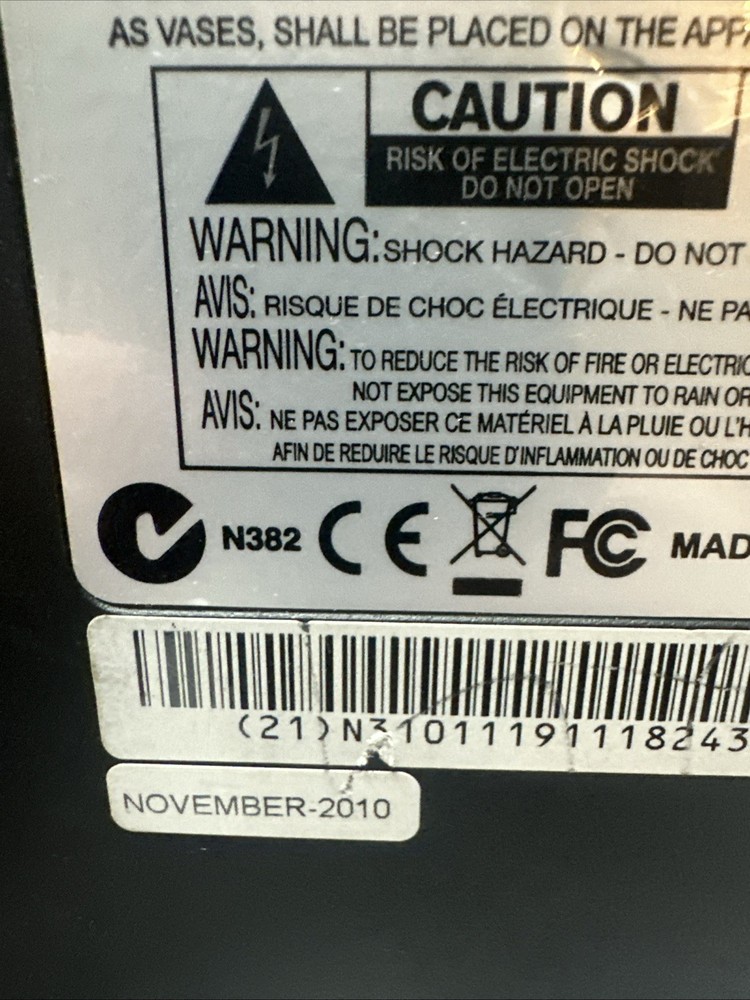 AS VASES, SHALL BE PLACED ON THE APPA
CAUTION
RISK OF ELECTRIC SHOCK
DO NOT OPEN
WARNING: SHOCK HAZARD - DO NOT
AVIS: RISQUE DE CHOC ÉLECTRIQUE - NE PA
WARNING: TO REDUCE THE RISK OF FIRE OR ELECTRIC
NOT EXPOSE THIS EQUIPMENT TO RAIN OR
AVIS: NE PAS EXPOSER CE MATÉRIEL À LA PLUIE OU L'H
AFIN DE REDUIRE LE RISQUE D'INFLAMMATION OU DE CHOC
N382 CE FC MAD
(21)N31011191118243
NOVEMBER-2010